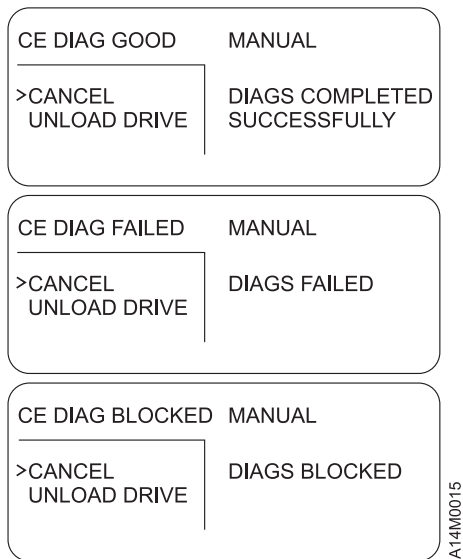 CE DIAG GOOD MANUAL
>CANCEL DIAGS COMPLETED
UNLOAD DRIVE SUCCESSFULLY
CE DIAG FAILED MANUAL
>CANCEL DIAGS FAILED
UNLOAD DRIVE
CE DIAG BLOCKED MANUAL
>CANCEL DIAGS BLOCKED
UNLOAD DRIVE
A14M0015